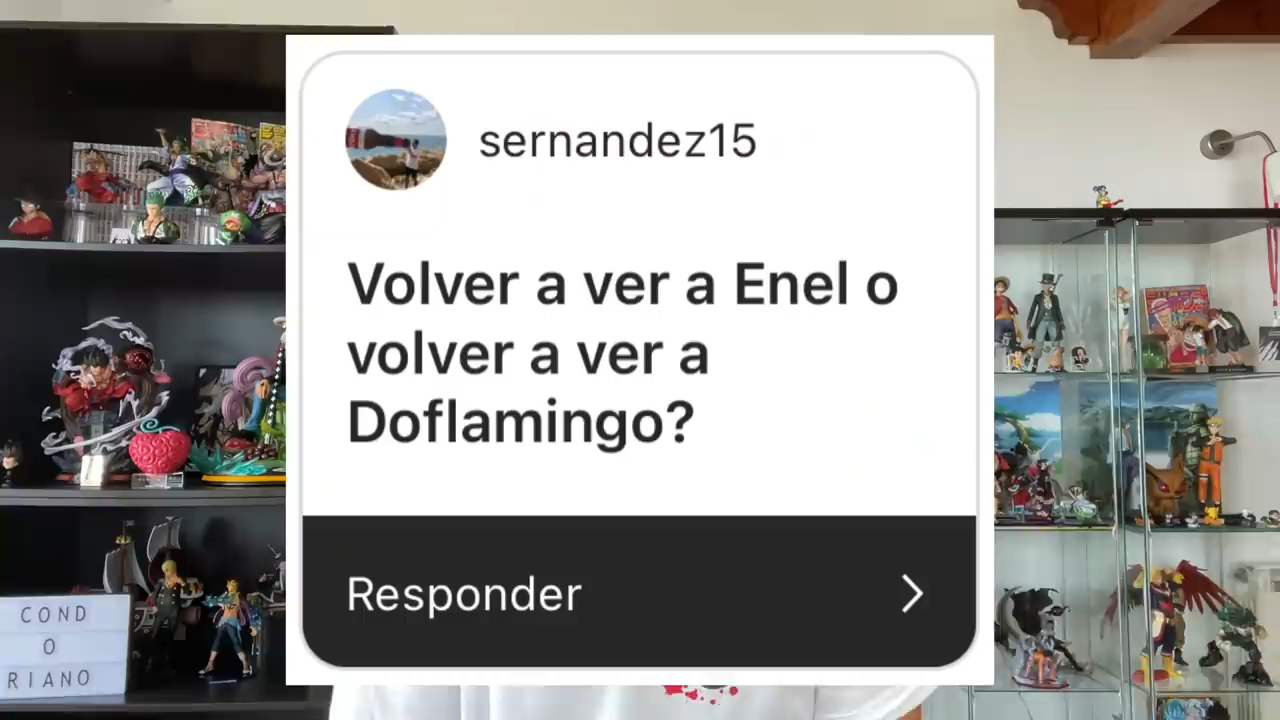 sernandez15
Volver a ver a Enel o
volver a ver a
Doflamingo?
Responder
COND
O
RIANO